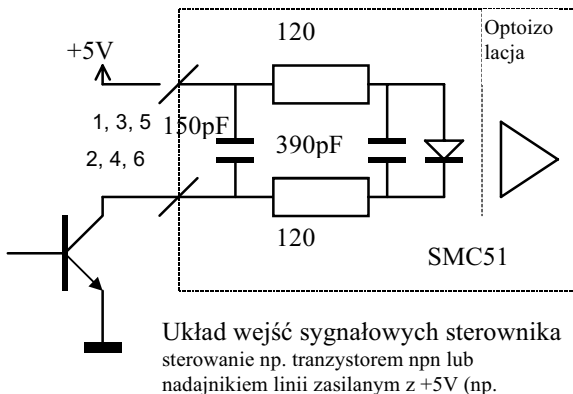 120
Optoizo
lacja
+5V
1, 3, 5
150pF
2, 4, 6
390pF
120
SMC51
Układ wejść sygnałowych sterownika
sterowanie np. tranzystorem npn lub
nadajnikiem linii zasilanym z +5V (np.